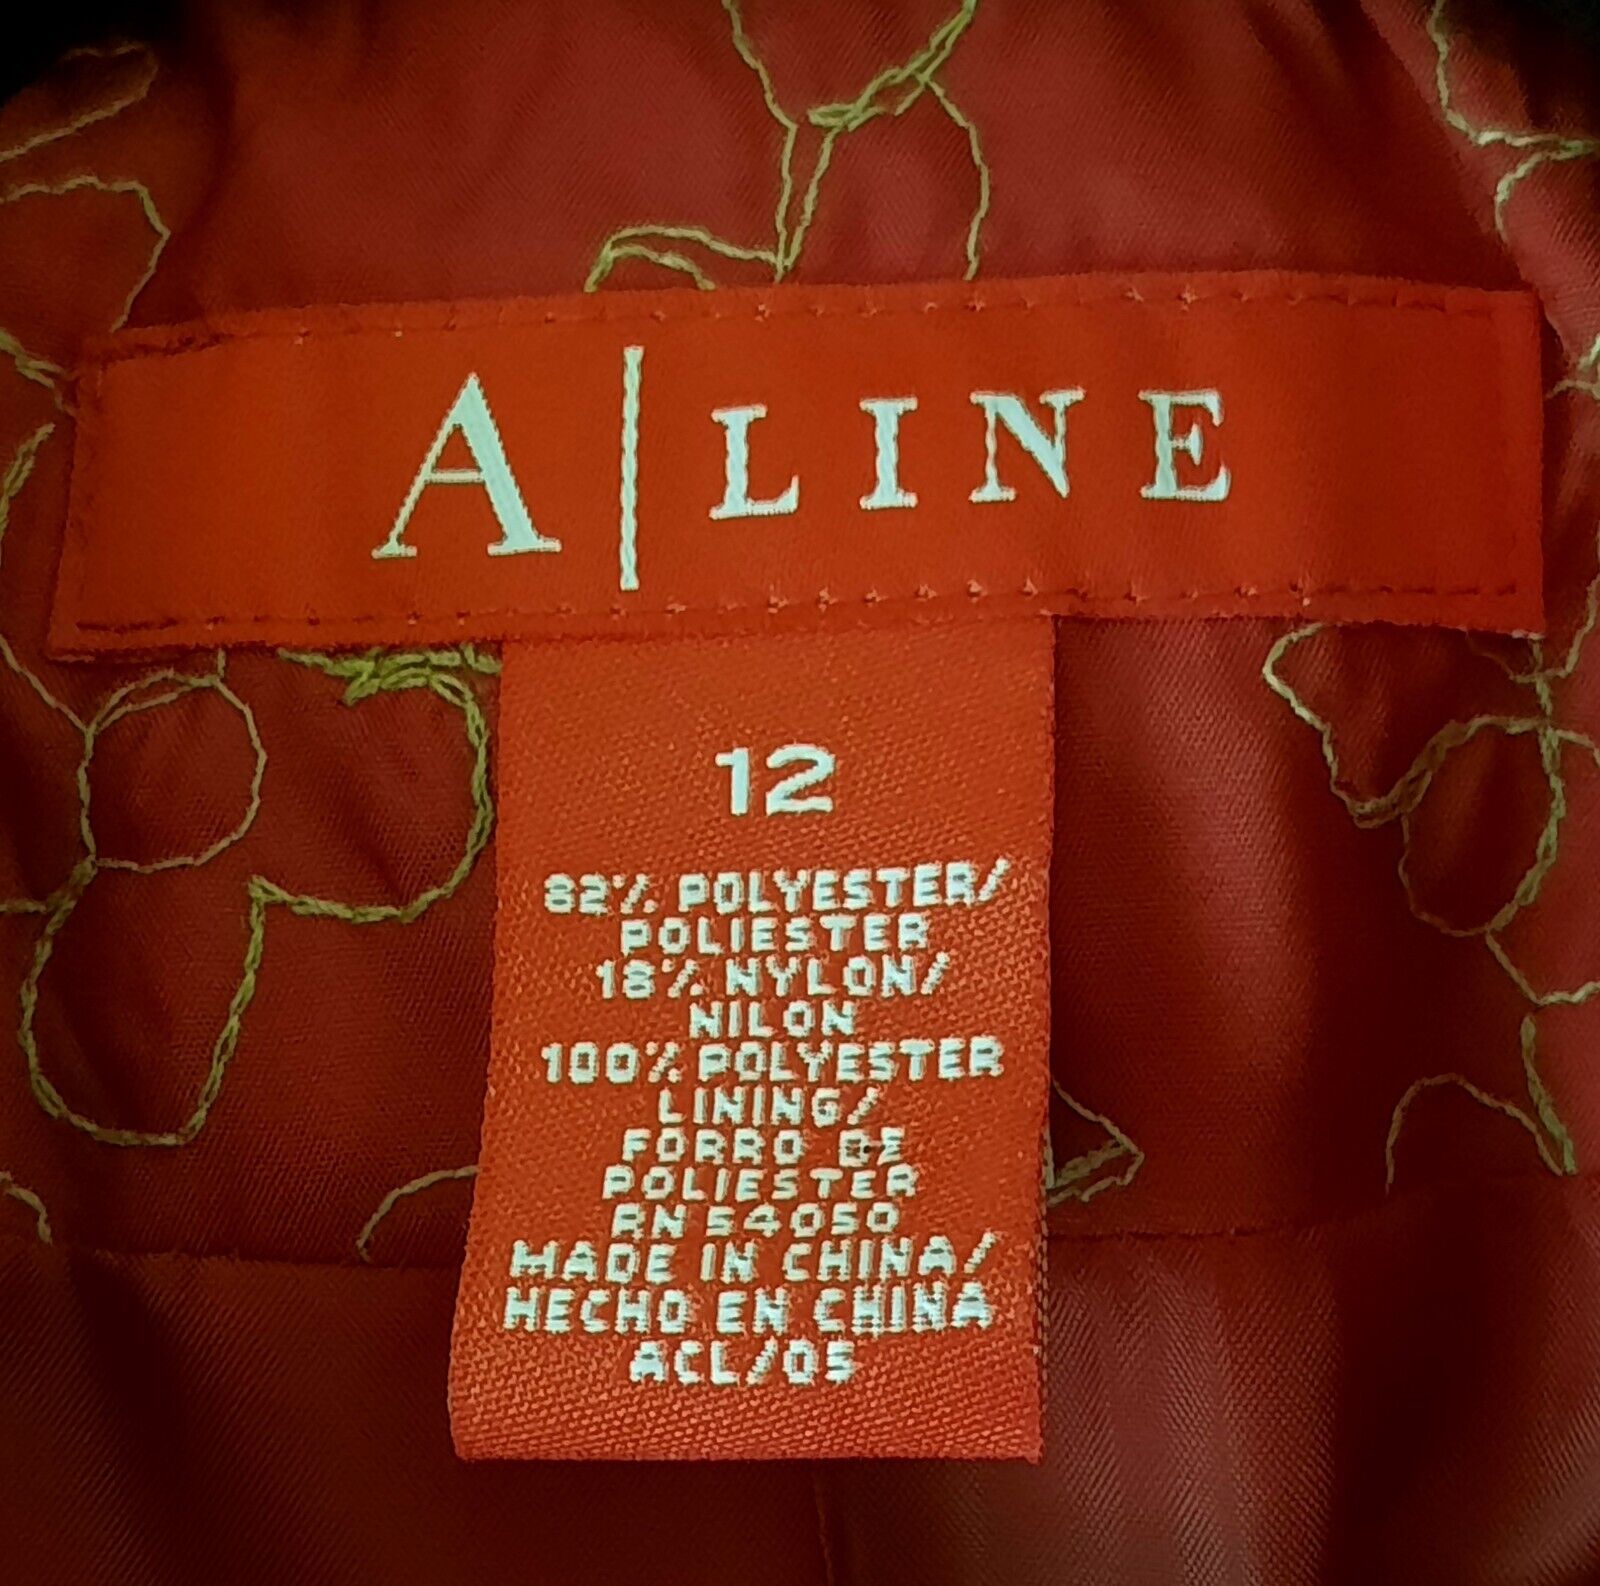 A|LINE
12
82% POLYESTER/
POLIESTER
18% NYLON/
NILON
100% POLYESTER
LINING/
FORRO DE
POLIESTER
RN 54050
MADE IN CHINA/
HECHO EN CHINA
ACL/05